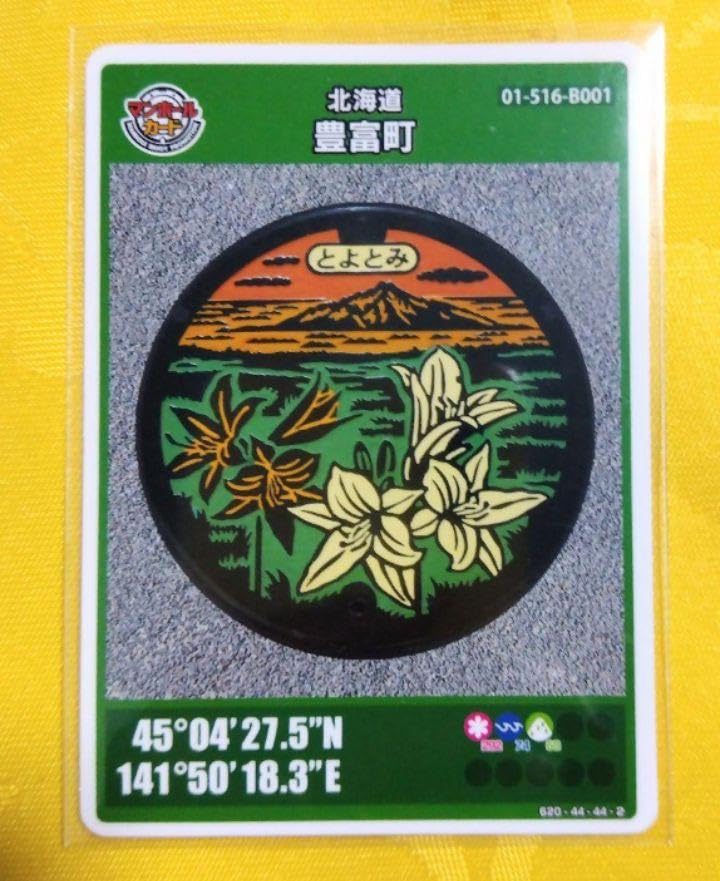 マンホール
カード
北海道
豊富町
01-516-B001
とよとみ
45°04'27.5"N
141°50'18.3"E
74
620-44-44-2